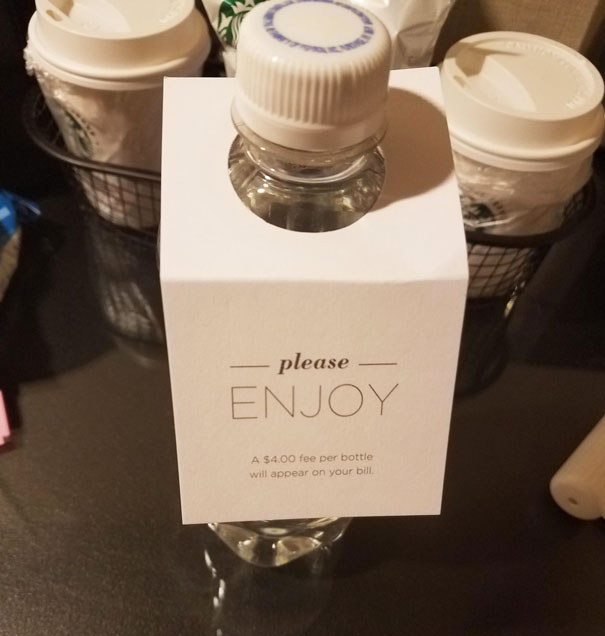 please
ENJOY
A $4.00 fee per bottle
will appear on your bill.